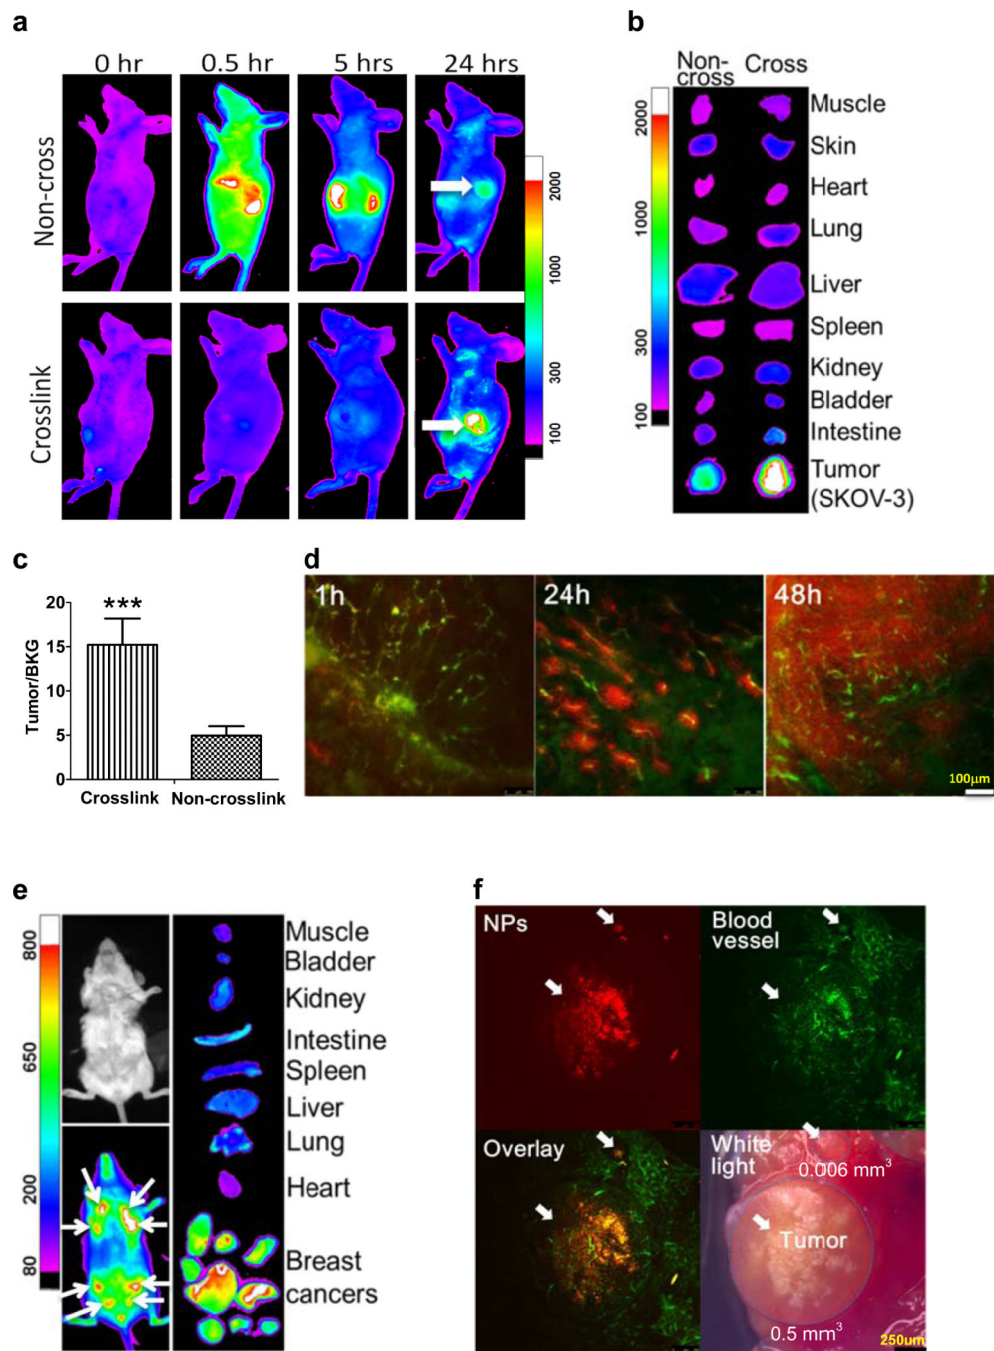 a
0 hr
0.5 hr
5 hrs
24 hrs
Non-cross
Crosslink
2000
1000
300
100
b
Non-
cross
Cross
2000
1000
300
100
Muscle
Skin
Heart
Lung
Liver
Spleen
Kidney
Bladder
Intestine
Tumor
(SKOV-3)
c
***
Tumor/BKG
20
15
10
5
0
Crosslink
Non-crosslink
d
1h
24h
48h
100μm
e
800
650
200
80
Muscle
Bladder
Kidney
Intestine
Spleen
Liver
Lung
Heart
Breast
cancers
f
NPs
Blood
vessel
Overlay
White
light
0.006 mm³
Tumor
0.5 mm³
250um